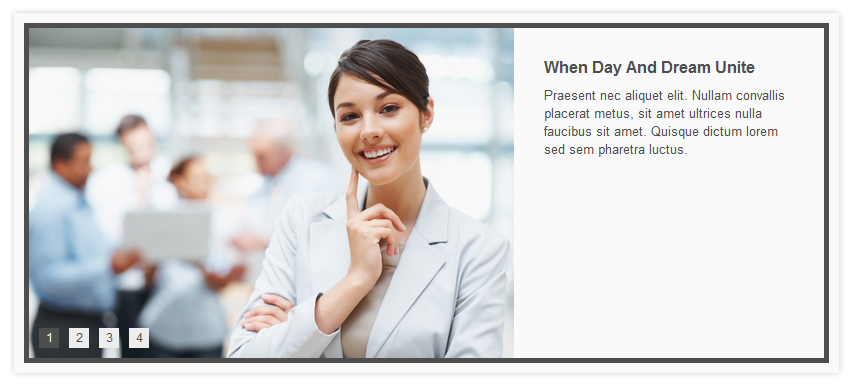 When Day And Dream Unite
Praesent nec aliquet elit. Nullam convallis
placerat metus, sit amet ultrices nulla
faucibus sit amet. Quisque dictum lorem
sed sem pharetra luctus.
1 2 3 4